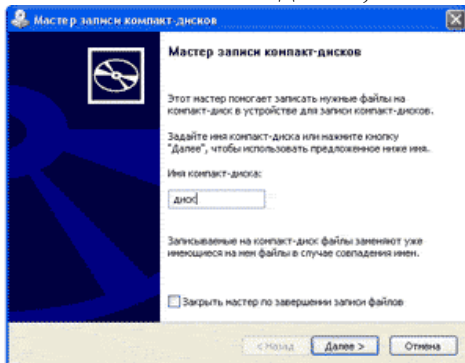 Мастер записи компакт-дисков
Мастер записи компакт-дисков
Этот мастер помогает записать нужные файлы на
компакт-диск в устройстве для записи компакт-дисков.
Задайте имя компакт-диска или нажмите кнопку
"Далее", чтобы использовать предложенное ниже имя.
Имя компакт-диска:
диск
Записываемые на компакт-диск файлы заменяют уже
имеющиеся на нем файлы в случае совпадения имен.
Закрыть мастер по завершении записи файлов
< Назад Далее > Отмена